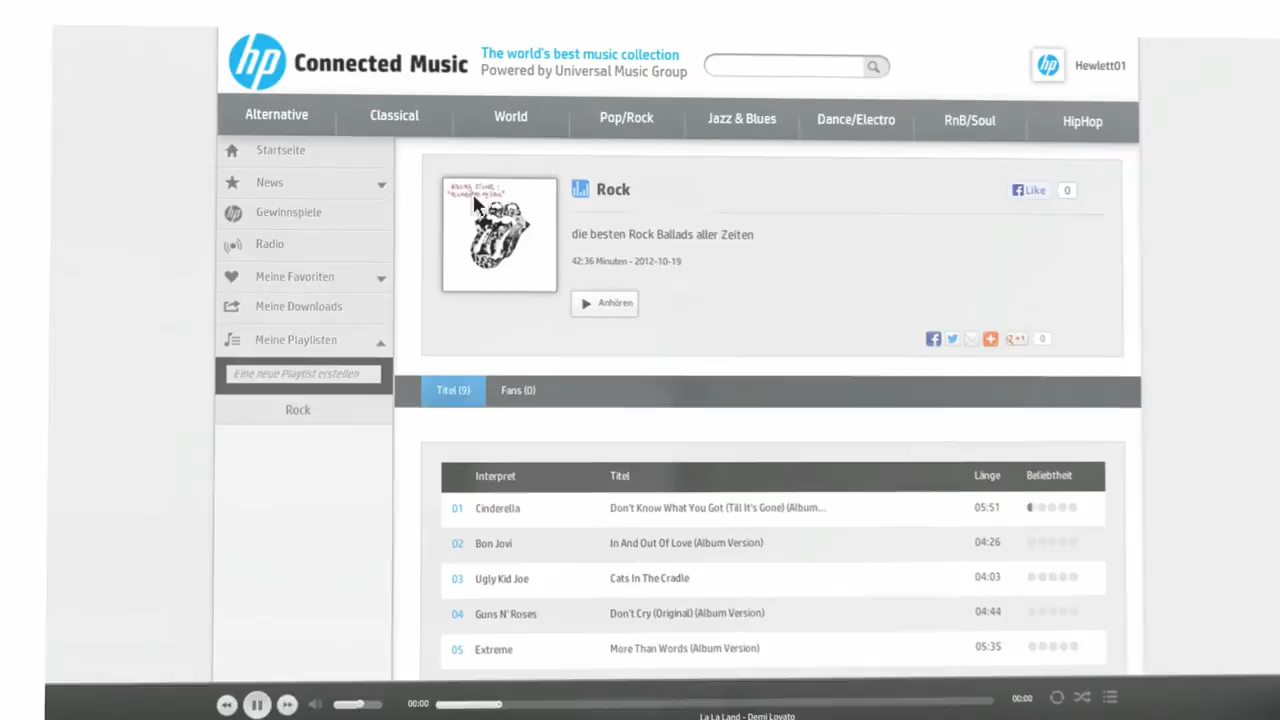 hp Connected Music
The world's best music collection
Powered by Universal Music Group
hp Hewlett01
Alternative Classical World Pop/Rock Jazz & Blues Dance/Electro RnB/Soul HipHop
Startseite
News
Gewinnspiele
Radio
Meine Favoriten
Meine Downloads
Meine Playlisten
Eine neue Playlist erstellen
Rock
Rock
Like 0
die besten Rock Ballads aller Zeiten
42:36 Minuten - 2012-10-19
Anhören
+1 0
Titel (9) Fans (0)
Interpret Titel Länge Beliebtheit
01 Cinderella Don't Know What You Got (Till It's Gone) (Album... 05:51
02 Bon Jovi In And Out Of Love (Album Version) 04:26
03 Ugly Kid Joe Cats In The Cradle 04:03
04 Guns N' Roses Don't Cry (Original) (Album Version) 04:44
05 Extreme More Than Words (Album Version) 05:35
00:00 00:00
La La Land - Demi Lovato